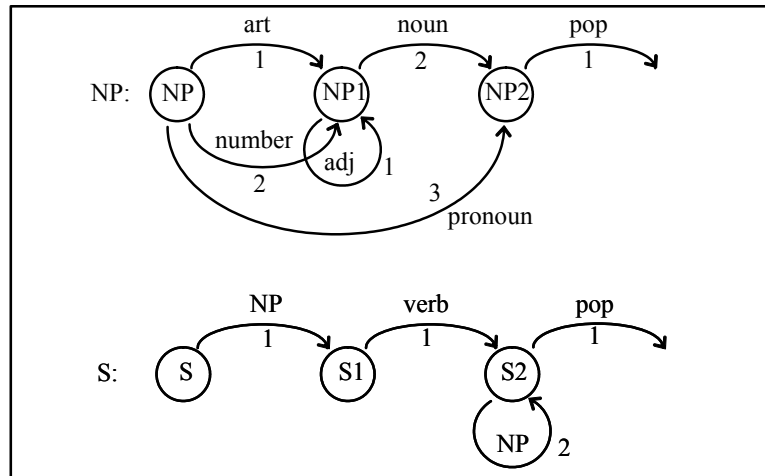 art noun pop
1 2 1
NP: NP NP1 NP2
number
adj 1
2
3
pronoun
NP verb pop
1 1 1
S: S S1 S2
NP 2